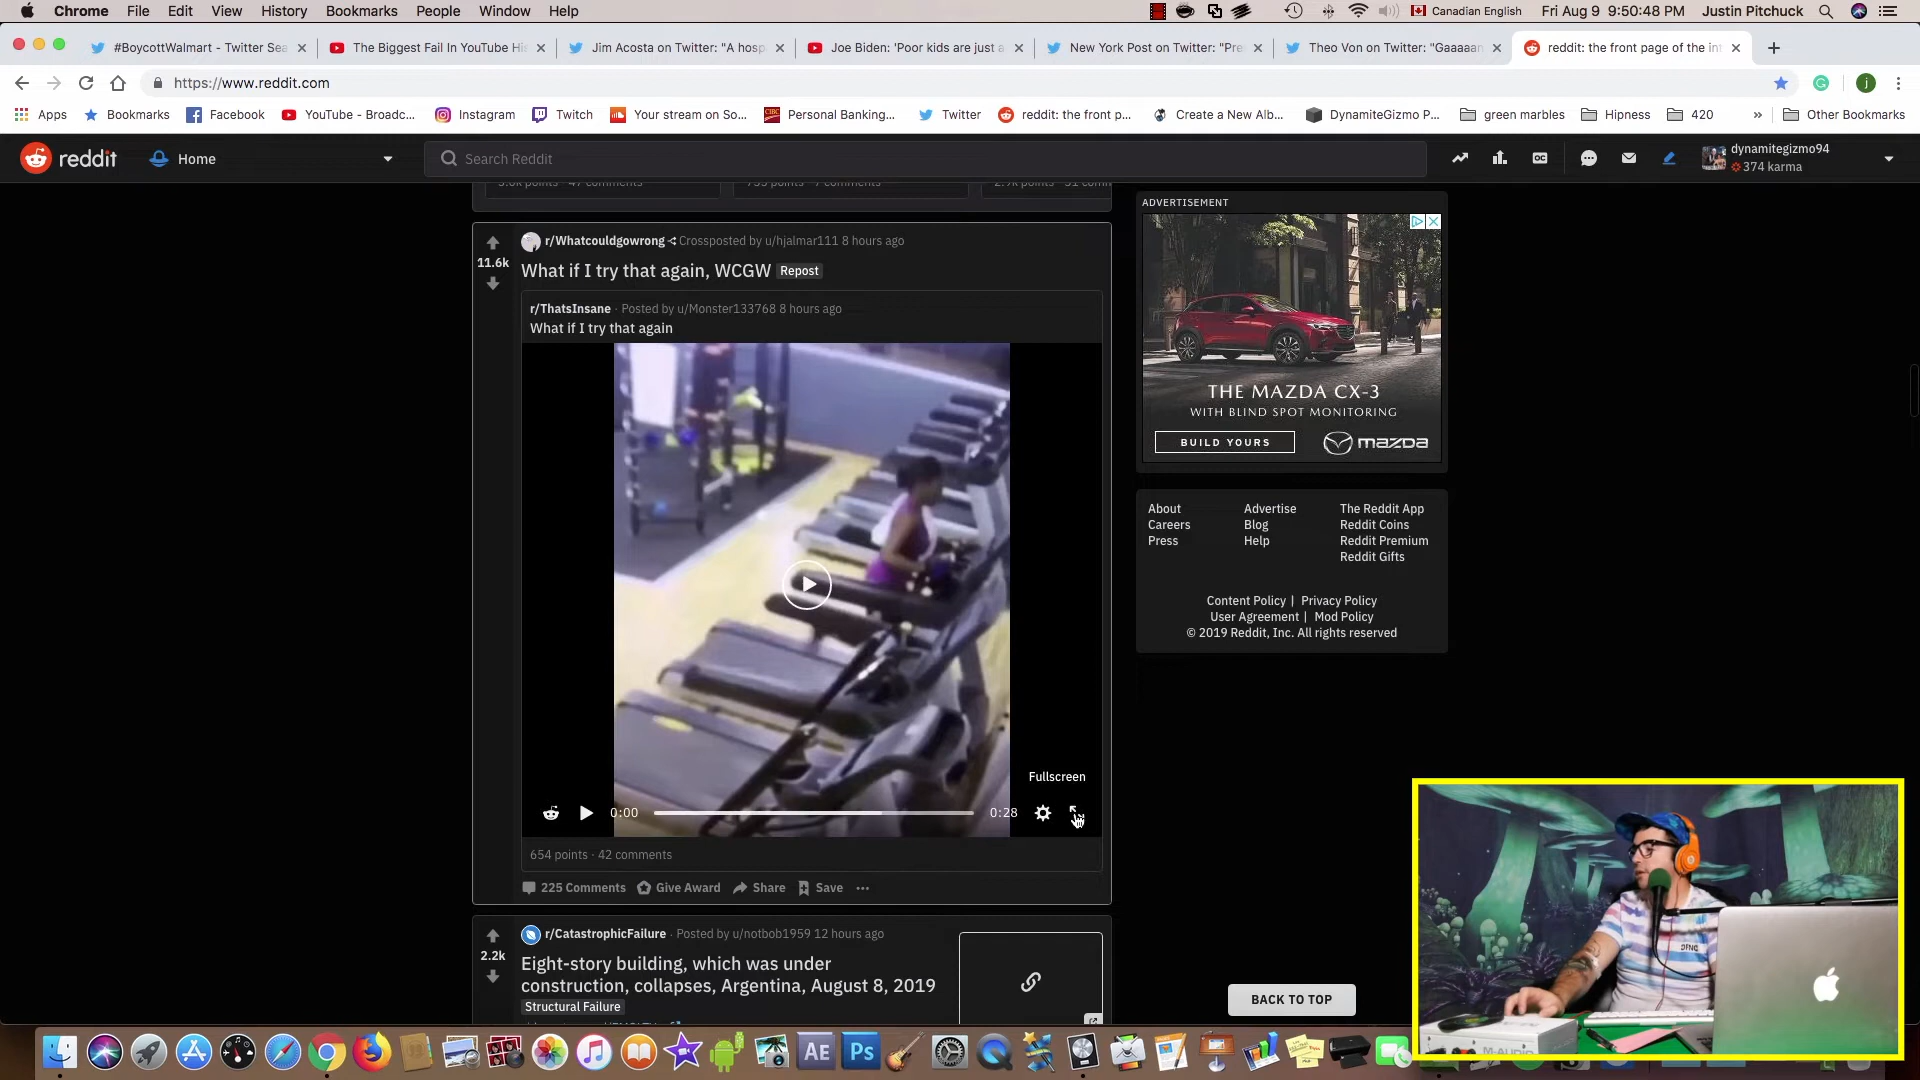 Chrome File Edit View History Bookmarks People Window Help Canadian English Fri Aug 9 9:50:48 PM Justin Pitchuck
#BoycottWalmart - Twitter Sea The Biggest Fail In YouTube Hi Jim Acosta on Twitter: "A hosp Joe Biden: 'Poor kids are just a New York Post on Twitter: "Pre Theo Von on Twitter: "Gaaaaan reddit: the front page of the int
https://www.reddit.com j
Apps Bookmarks Facebook YouTube - Broadc... Instagram Twitch Your stream on So... CIBC Personal Banking... Twitter reddit: the front p... Create a New Alb... DynamiteGizmo P... green marbles Hipness 420 » Other Bookmarks
reddit Home Search Reddit OC dynamitegizmo94
374 karma
r/Whatcouldgowrong Crossposted by u/hjalmar111 8 hours ago
11.6k
What if I try that again, WCGW Repost
r/ThatsInsane · Posted by u/Monster133768 8 hours ago
What if I try that again
Fullscreen
0:00 0:28
654 points · 42 comments
225 Comments Give Award Share Save ...
r/CatastrophicFailure · Posted by u/notbob1959 12 hours ago
2.2k
Eight-story building, which was under
construction, collapses, Argentina, August 8, 2019
Structural Failure
ADVERTISEMENT
THE MAZDA CX-3
WITH BLIND SPOT MONITORING
BUILD YOURS mazda
About Advertise The Reddit App
Careers Blog Reddit Coins
Press Help Reddit Premium
Reddit Gifts
Content Policy | Privacy Policy
User Agreement | Mod Policy
© 2019 Reddit, Inc. All rights reserved
BACK TO TOP
DFNC
M-AUDIO
AE Ps